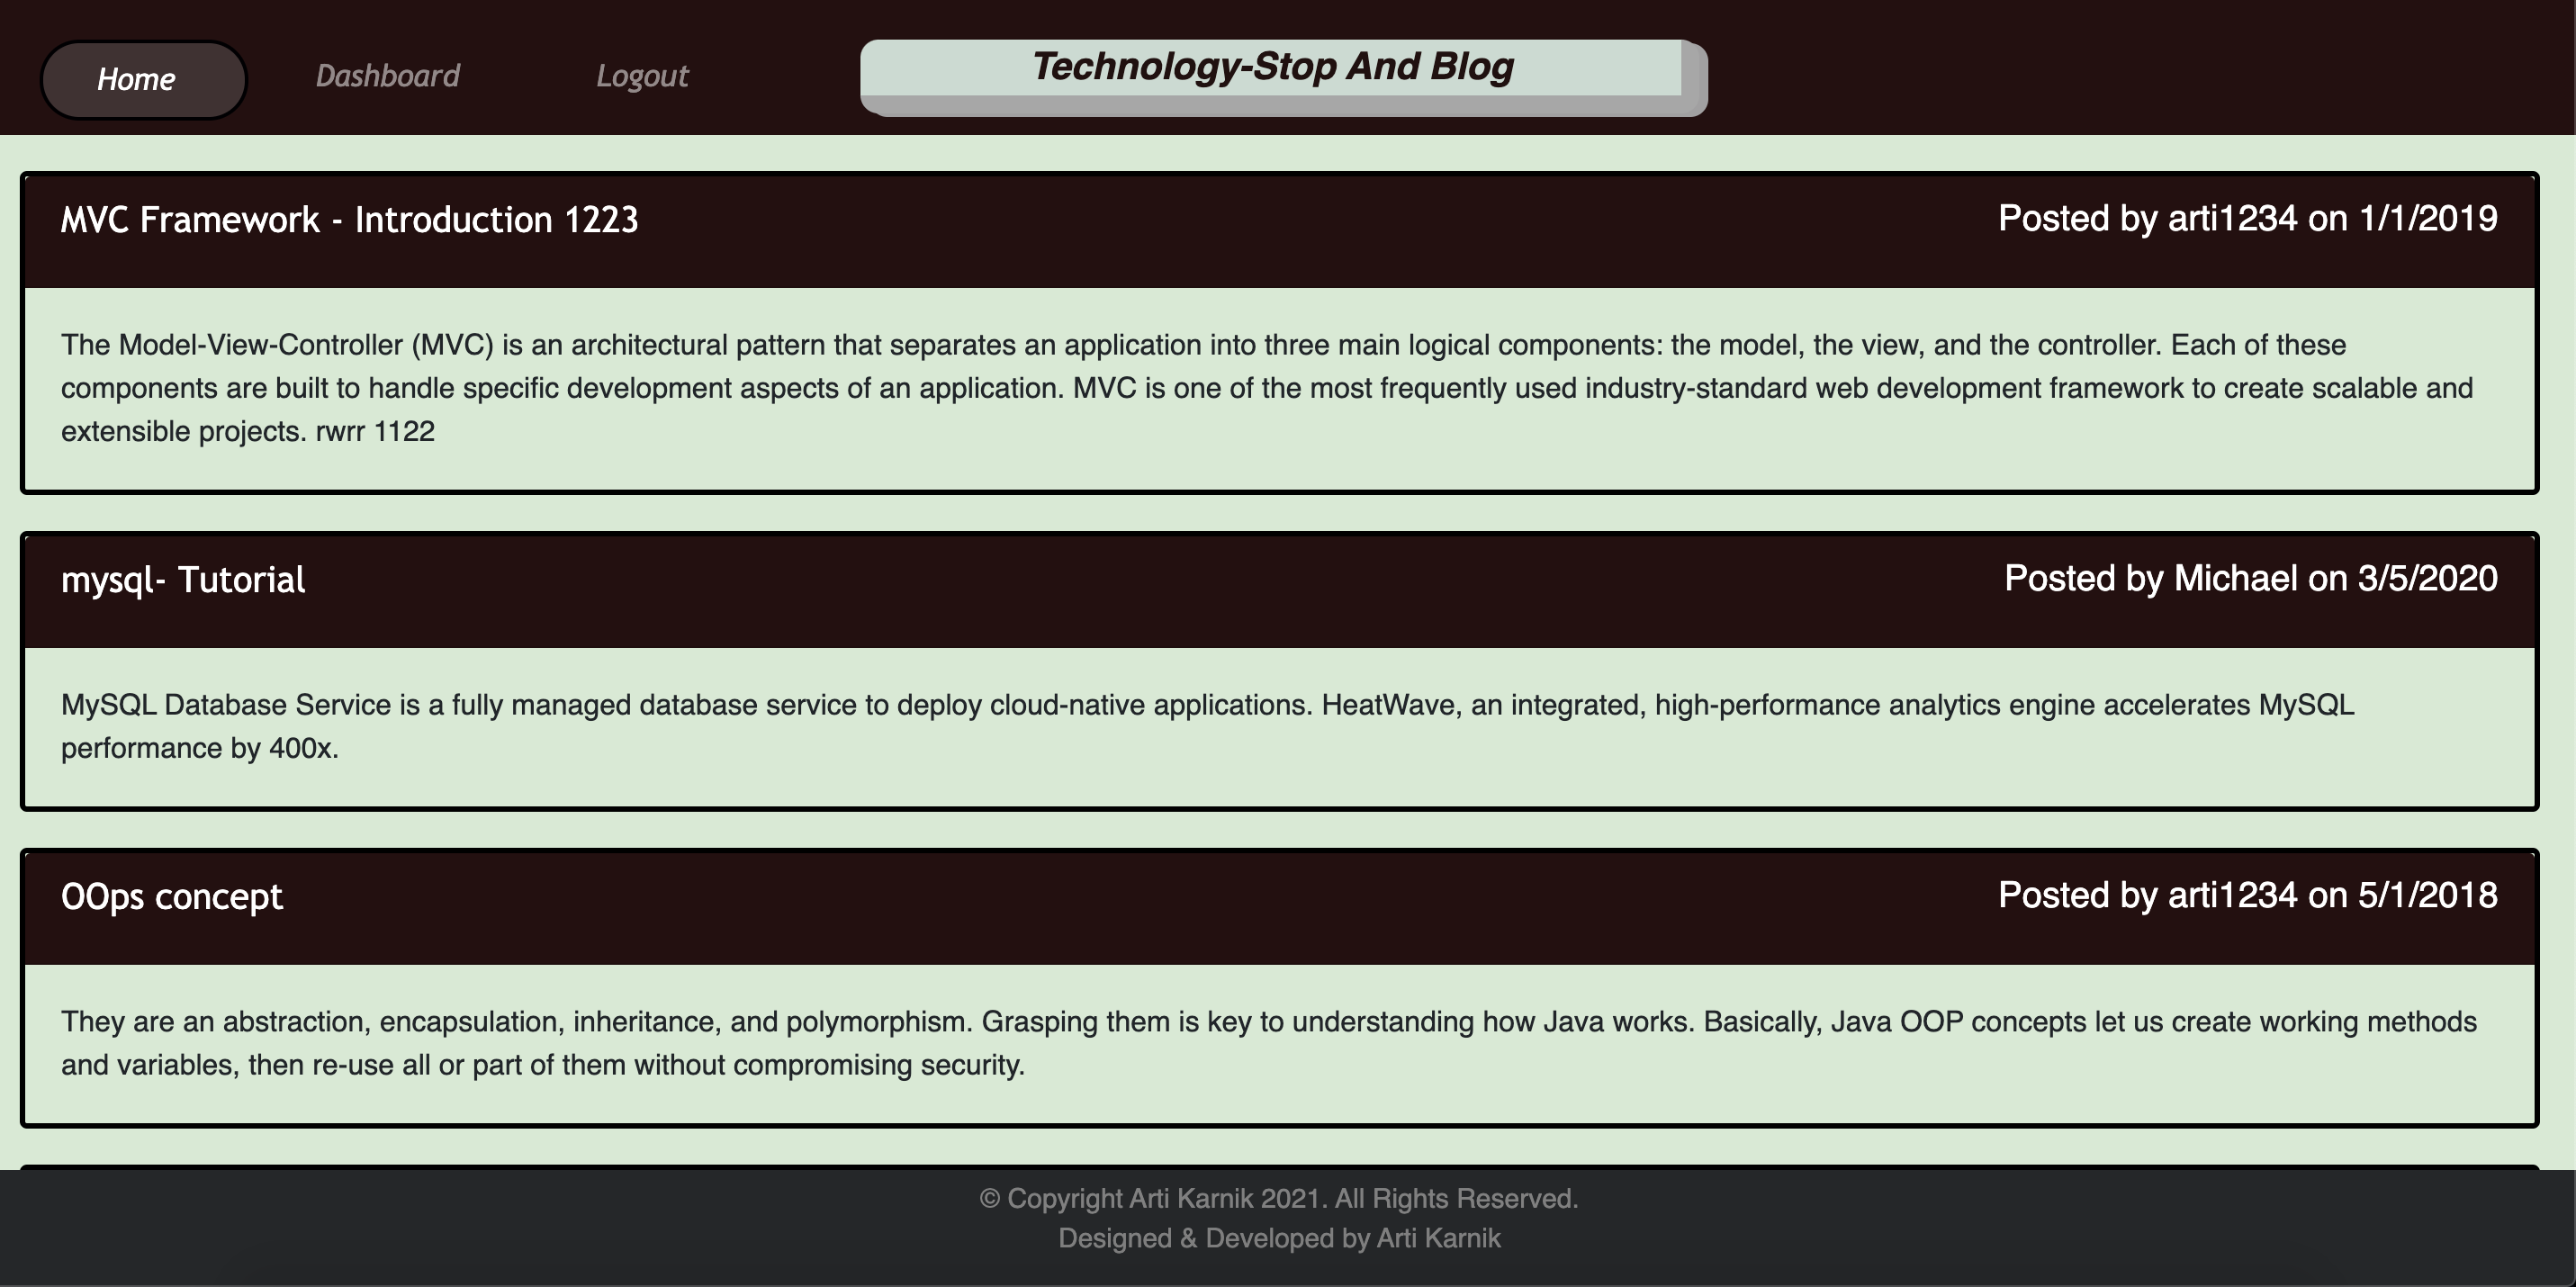 Home
Dashboard
Logout
Technology-Stop And Blog
MVC Framework - Introduction 1223
Posted by arti1234 on 1/1/2019
The Model-View-Controller (MVC) is an architectural pattern that separates an application into three main logical components: the model, the view, and the controller. Each of these
components are built to handle specific development aspects of an application. MVC is one of the most frequently used industry-standard web development framework to create scalable and
extensible projects. rwrr 1122
mysql- Tutorial
Posted by Michael on 3/5/2020
MySQL Database Service is a fully managed database service to deploy cloud-native applications. HeatWave, an integrated, high-performance analytics engine accelerates MySQL
performance by 400x.
OOps concept
Posted by arti1234 on 5/1/2018
They are an abstraction, encapsulation, inheritance, and polymorphism. Grasping them is key to understanding how Java works. Basically, Java OOP concepts let us create working methods
and variables, then re-use all or part of them without compromising security.
© Copyright Arti Karnik 2021. All Rights Reserved.
Designed & Developed by Arti Karnik